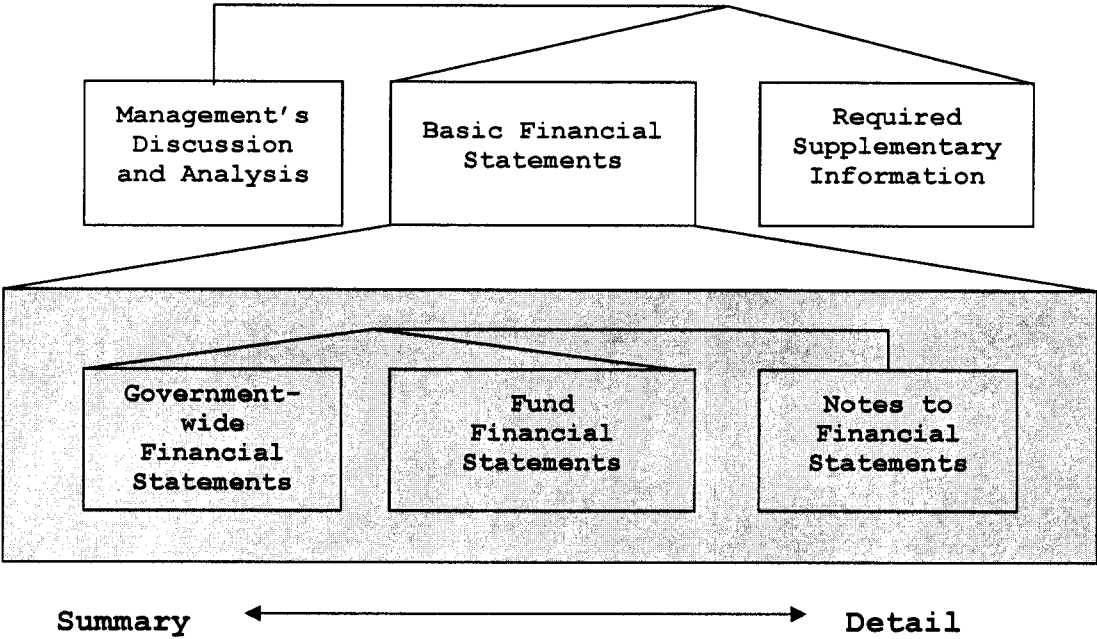 Management's
Discussion
and Analysis
Basic Financial
Statements
Required
Supplementary
Information
Government-
wide
Financial
Statements
Fund
Financial
Statements
Notes to
Financial
Statements
Summary
Detail